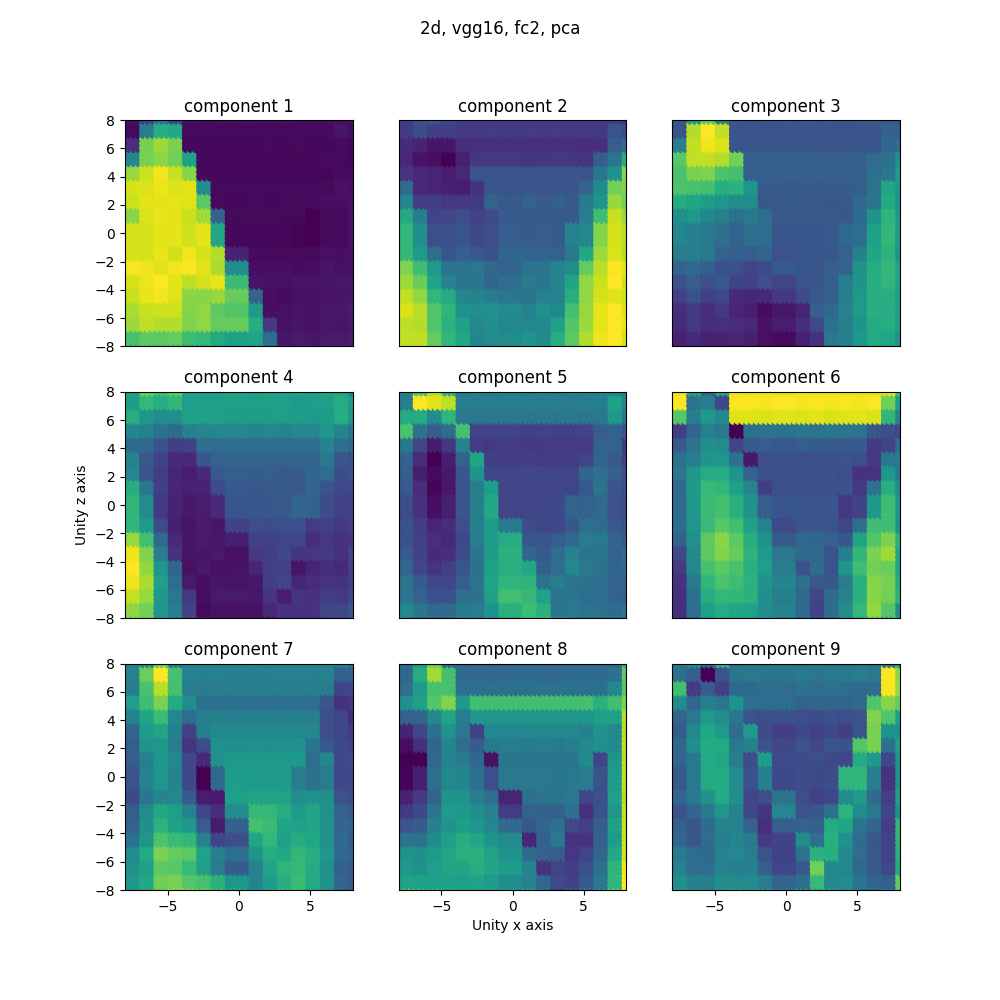 2d, vgg16, fc2, pca
component 1
component 2
component 3
8
6
4
2
0
−2
−4
−6
−8
component 4
component 5
component 6
8
6
4
2
0
−2
−4
−6
−8
Unity z axis
component 7
component 8
component 9
8
6
4
2
0
−2
−4
−6
−8
−5 0 5
−5 0 5
−5 0 5
Unity x axis